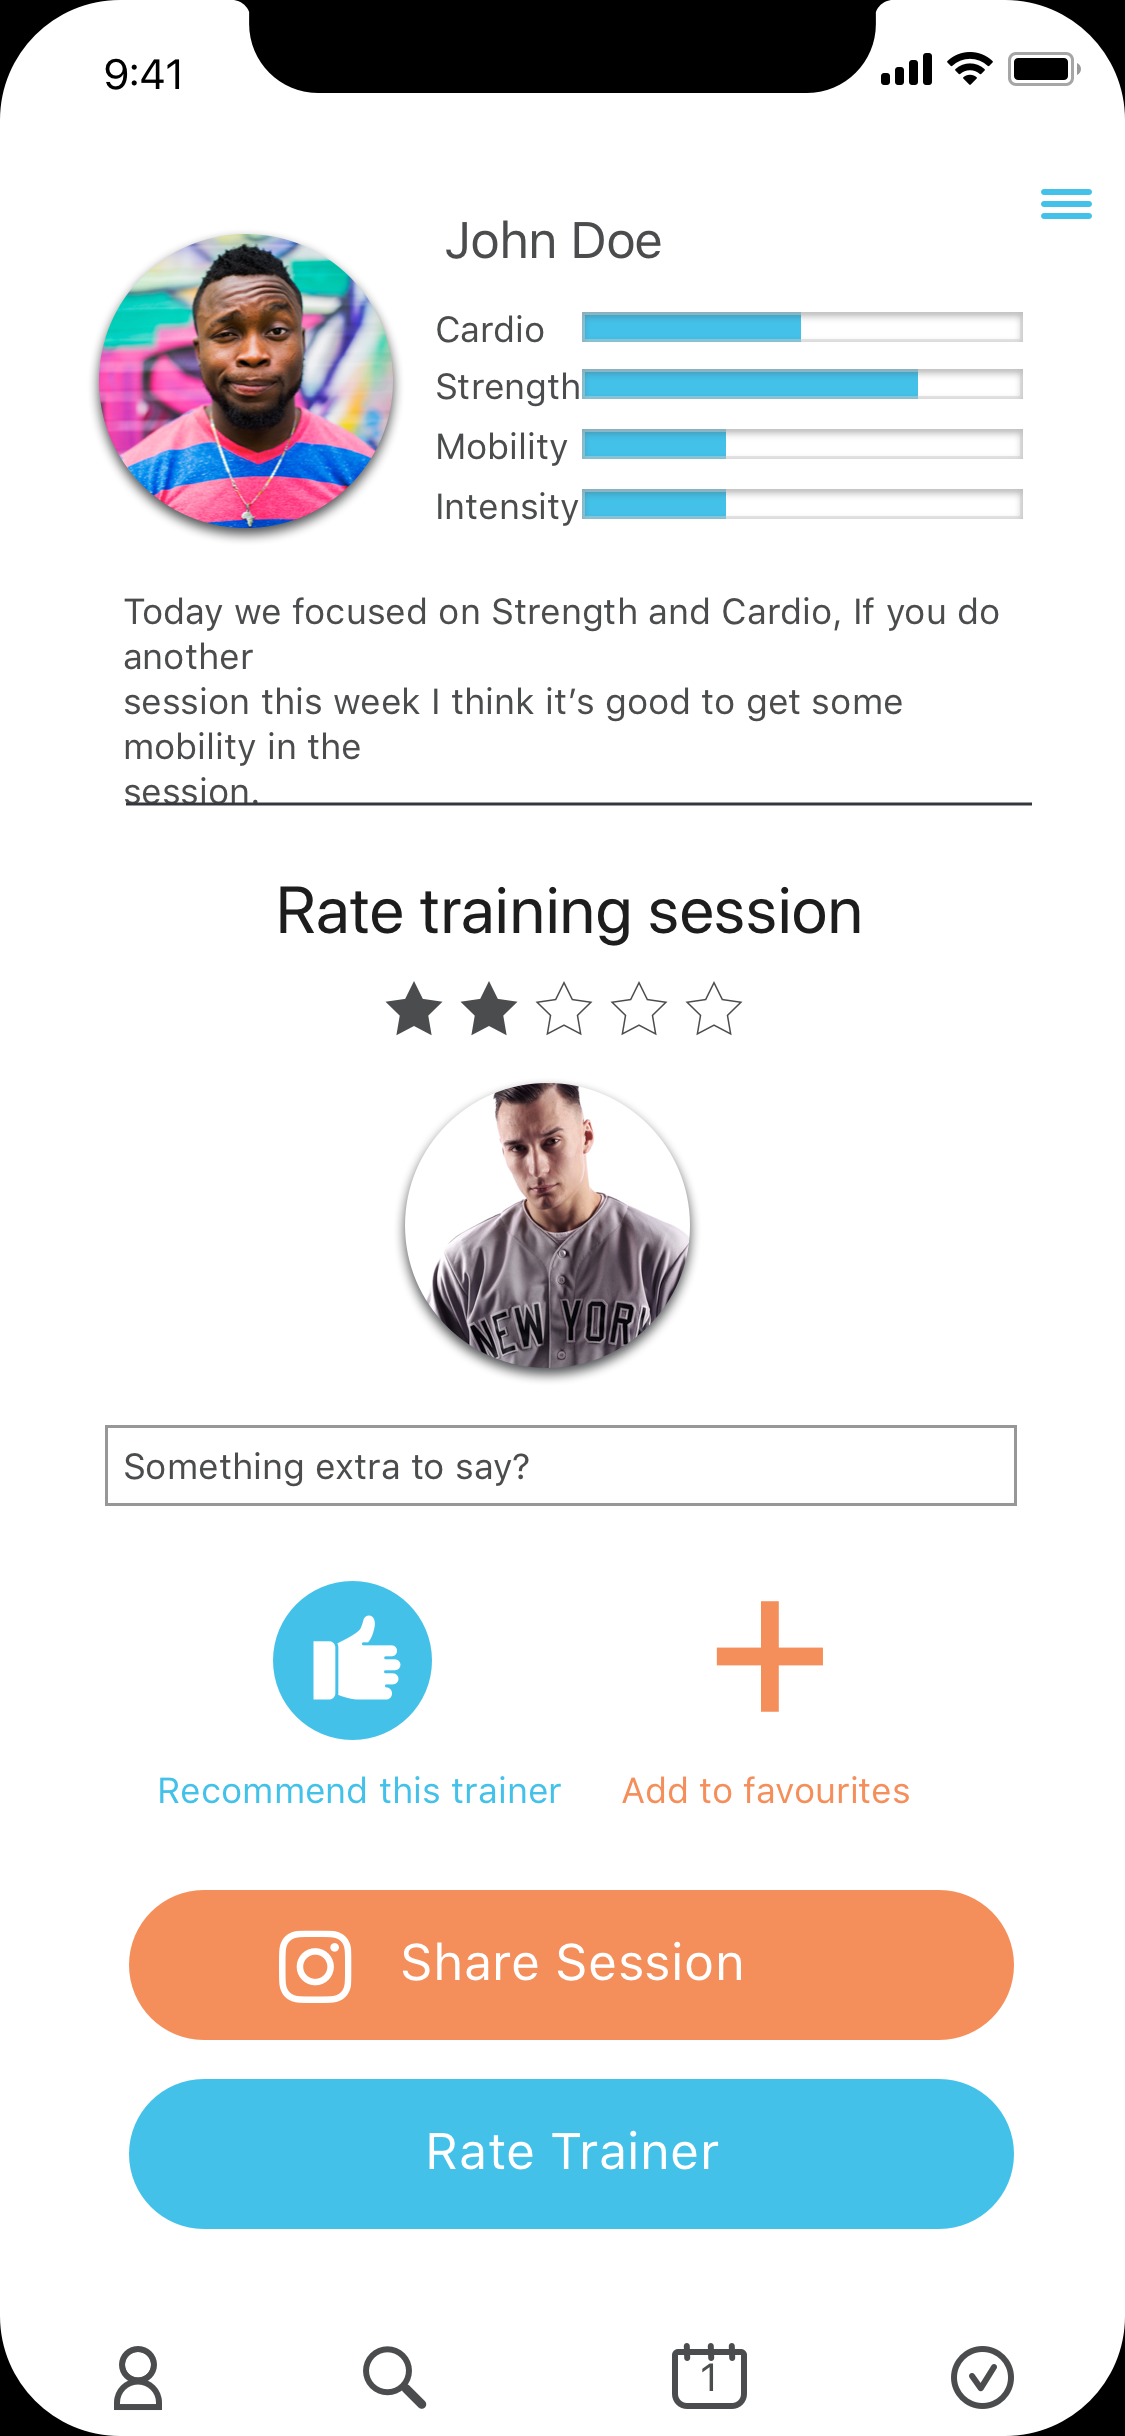 9:41
John Doe
Cardio
Strength
Mobility
Intensity
Today we focused on Strength and Cardio, If you do
another
session this week I think it’s good to get some
mobility in the
session.
Rate training session
NEW YORK
Something extra to say?
Recommend this trainer
Add to favourites
Share Session
Rate Trainer
1